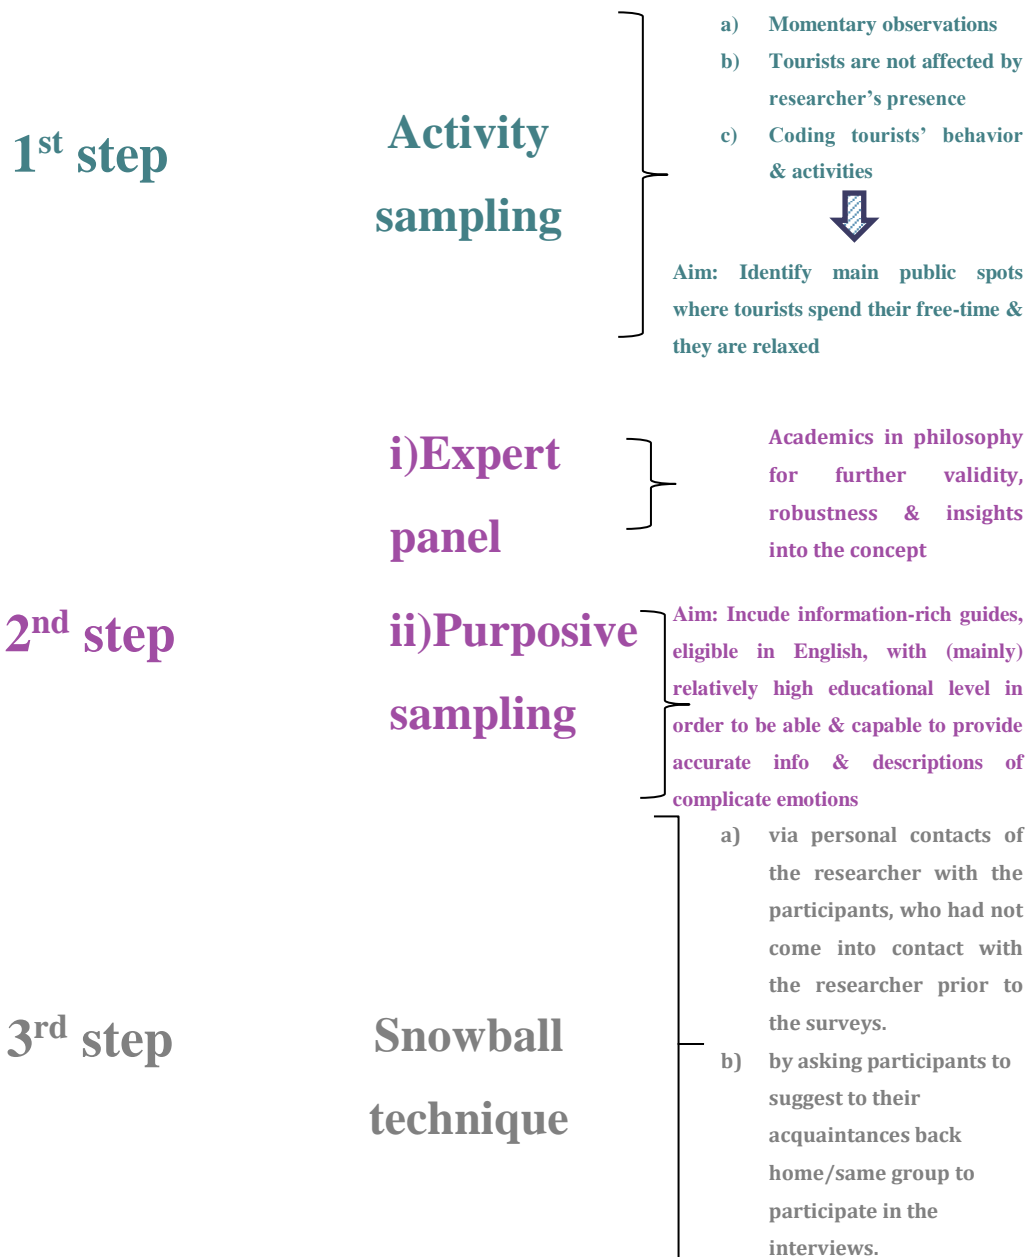 1st step
Activity
sampling
a) Momentary observations
b) Tourists are not affected by
researcher’s presence
c) Coding tourists’ behavior
& activities
Aim: Identify main public spots
where tourists spend their free-time &
they are relaxed
2nd step
i)Expert
panel
Academics in philosophy
for further validity,
robustness & insights
into the concept
ii)Purposive
sampling
Aim: Incude information-rich guides,
eligible in English, with (mainly)
relatively high educational level in
order to be able & capable to provide
accurate info & descriptions of
complicate emotions
3rd step
Snowball
technique
a) via personal contacts of
the researcher with the
participants, who had not
come into contact with
the researcher prior to
the surveys.
b) by asking participants to
suggest to their
acquaintances back
home/same group to
participate in the
interviews.